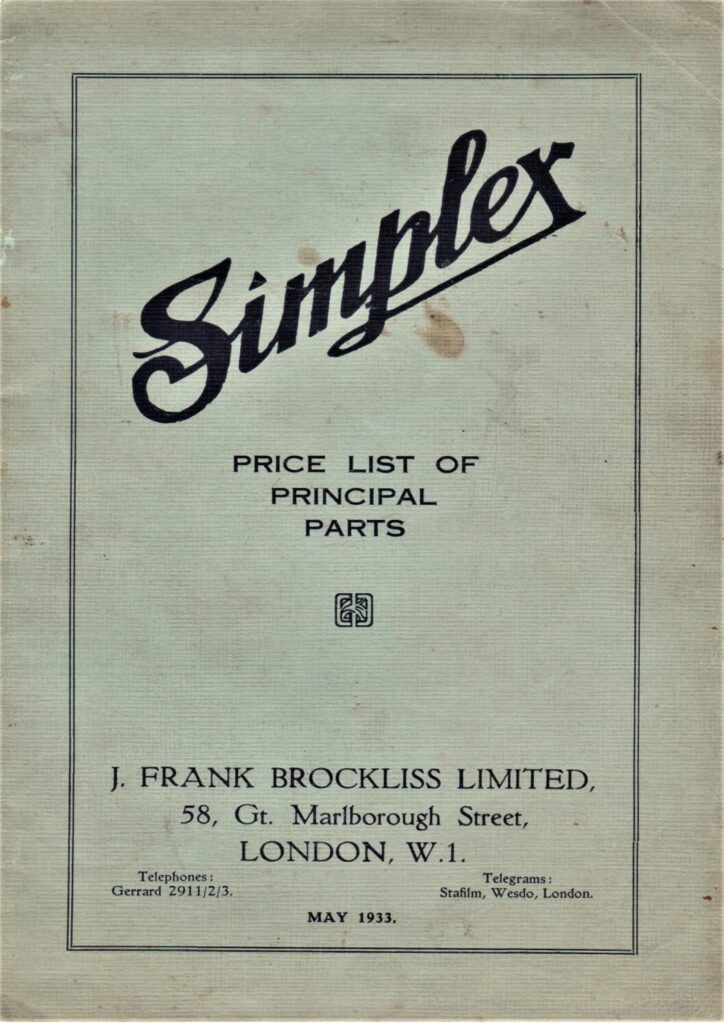 Simplex
PRICE LIST OF
PRINCIPAL
PARTS
J. FRANK BROCKLISS LIMITED,
58, Gt. Marlborough Street,
LONDON, W.1.
Telephones:
Gerrard 2911/2/3.
Telegrams:
Stafilm, Wesdo, London.
MAY 1933.